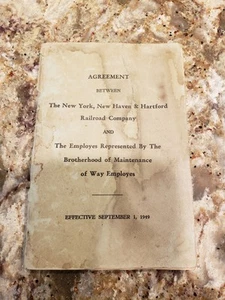 AGREEMENT
BETWEEN
The New York, New Haven & Hartford
Railroad Company
AND
The Employes Represented By The
Brotherhood of Maintenance
of Way Employes
EFFECTIVE SEPTEMBER 1, 1949